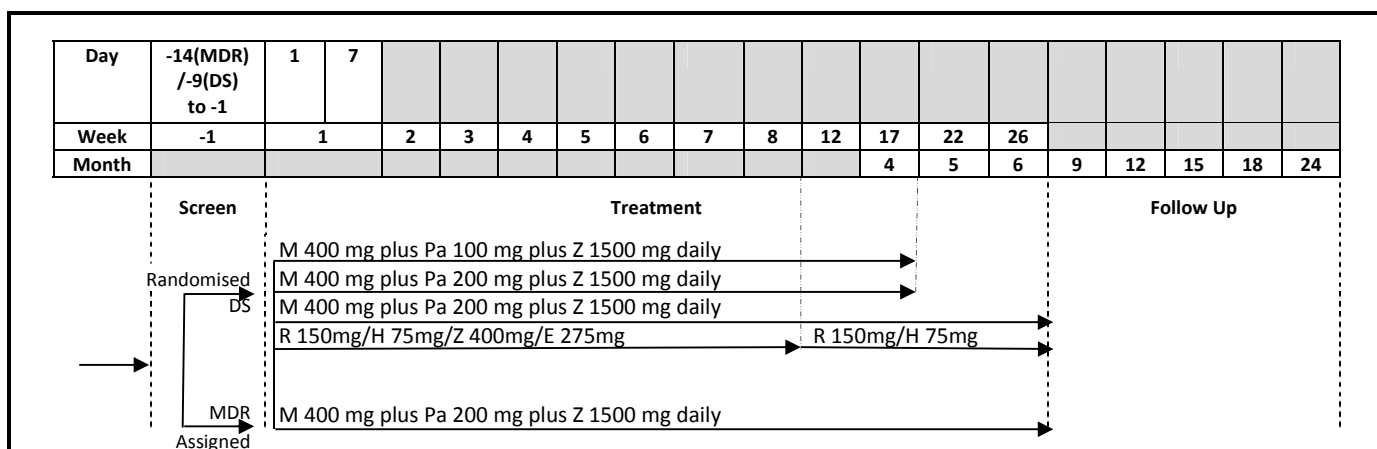 Day -14(MDR) 1 7
/-9(DS)
to -1
Week -1 1 2 3 4 5 6 7 8 12 17 22 26
Month 4 5 6 9 12 15 18 24
Screen Treatment Follow Up
M 400 mg plus Pa 100 mg plus Z 1500 mg daily
Randomised M 400 mg plus Pa 200 mg plus Z 1500 mg daily
DS M 400 mg plus Pa 200 mg plus Z 1500 mg daily
R 150mg/H 75mg/Z 400mg/E 275mg R 150mg/H 75mg
MDR M 400 mg plus Pa 200 mg plus Z 1500 mg daily
Assigned